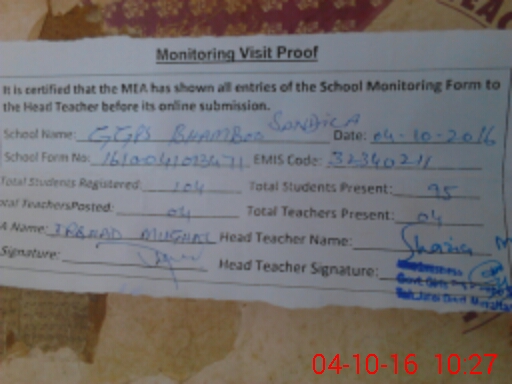 Monitoring Visit Proof
It is certified that the MEA has shown all entries of the School Monitoring Form to
the Head Teacher before its online submission.
School Name: GGPS BHAMBOO SANDILA Date: 04-10-2016
School Form No: EMIS Code: 32340211
Total Students Registered: 104 Total Students Present: 95
Total Teachers Posted: 04 Total Teachers Present: 04
A Name: IRSHAD MUGHAL Head Teacher Name: Shazia
Signature: Head Teacher Signature:
Govt Girls
04-10-16 10:27